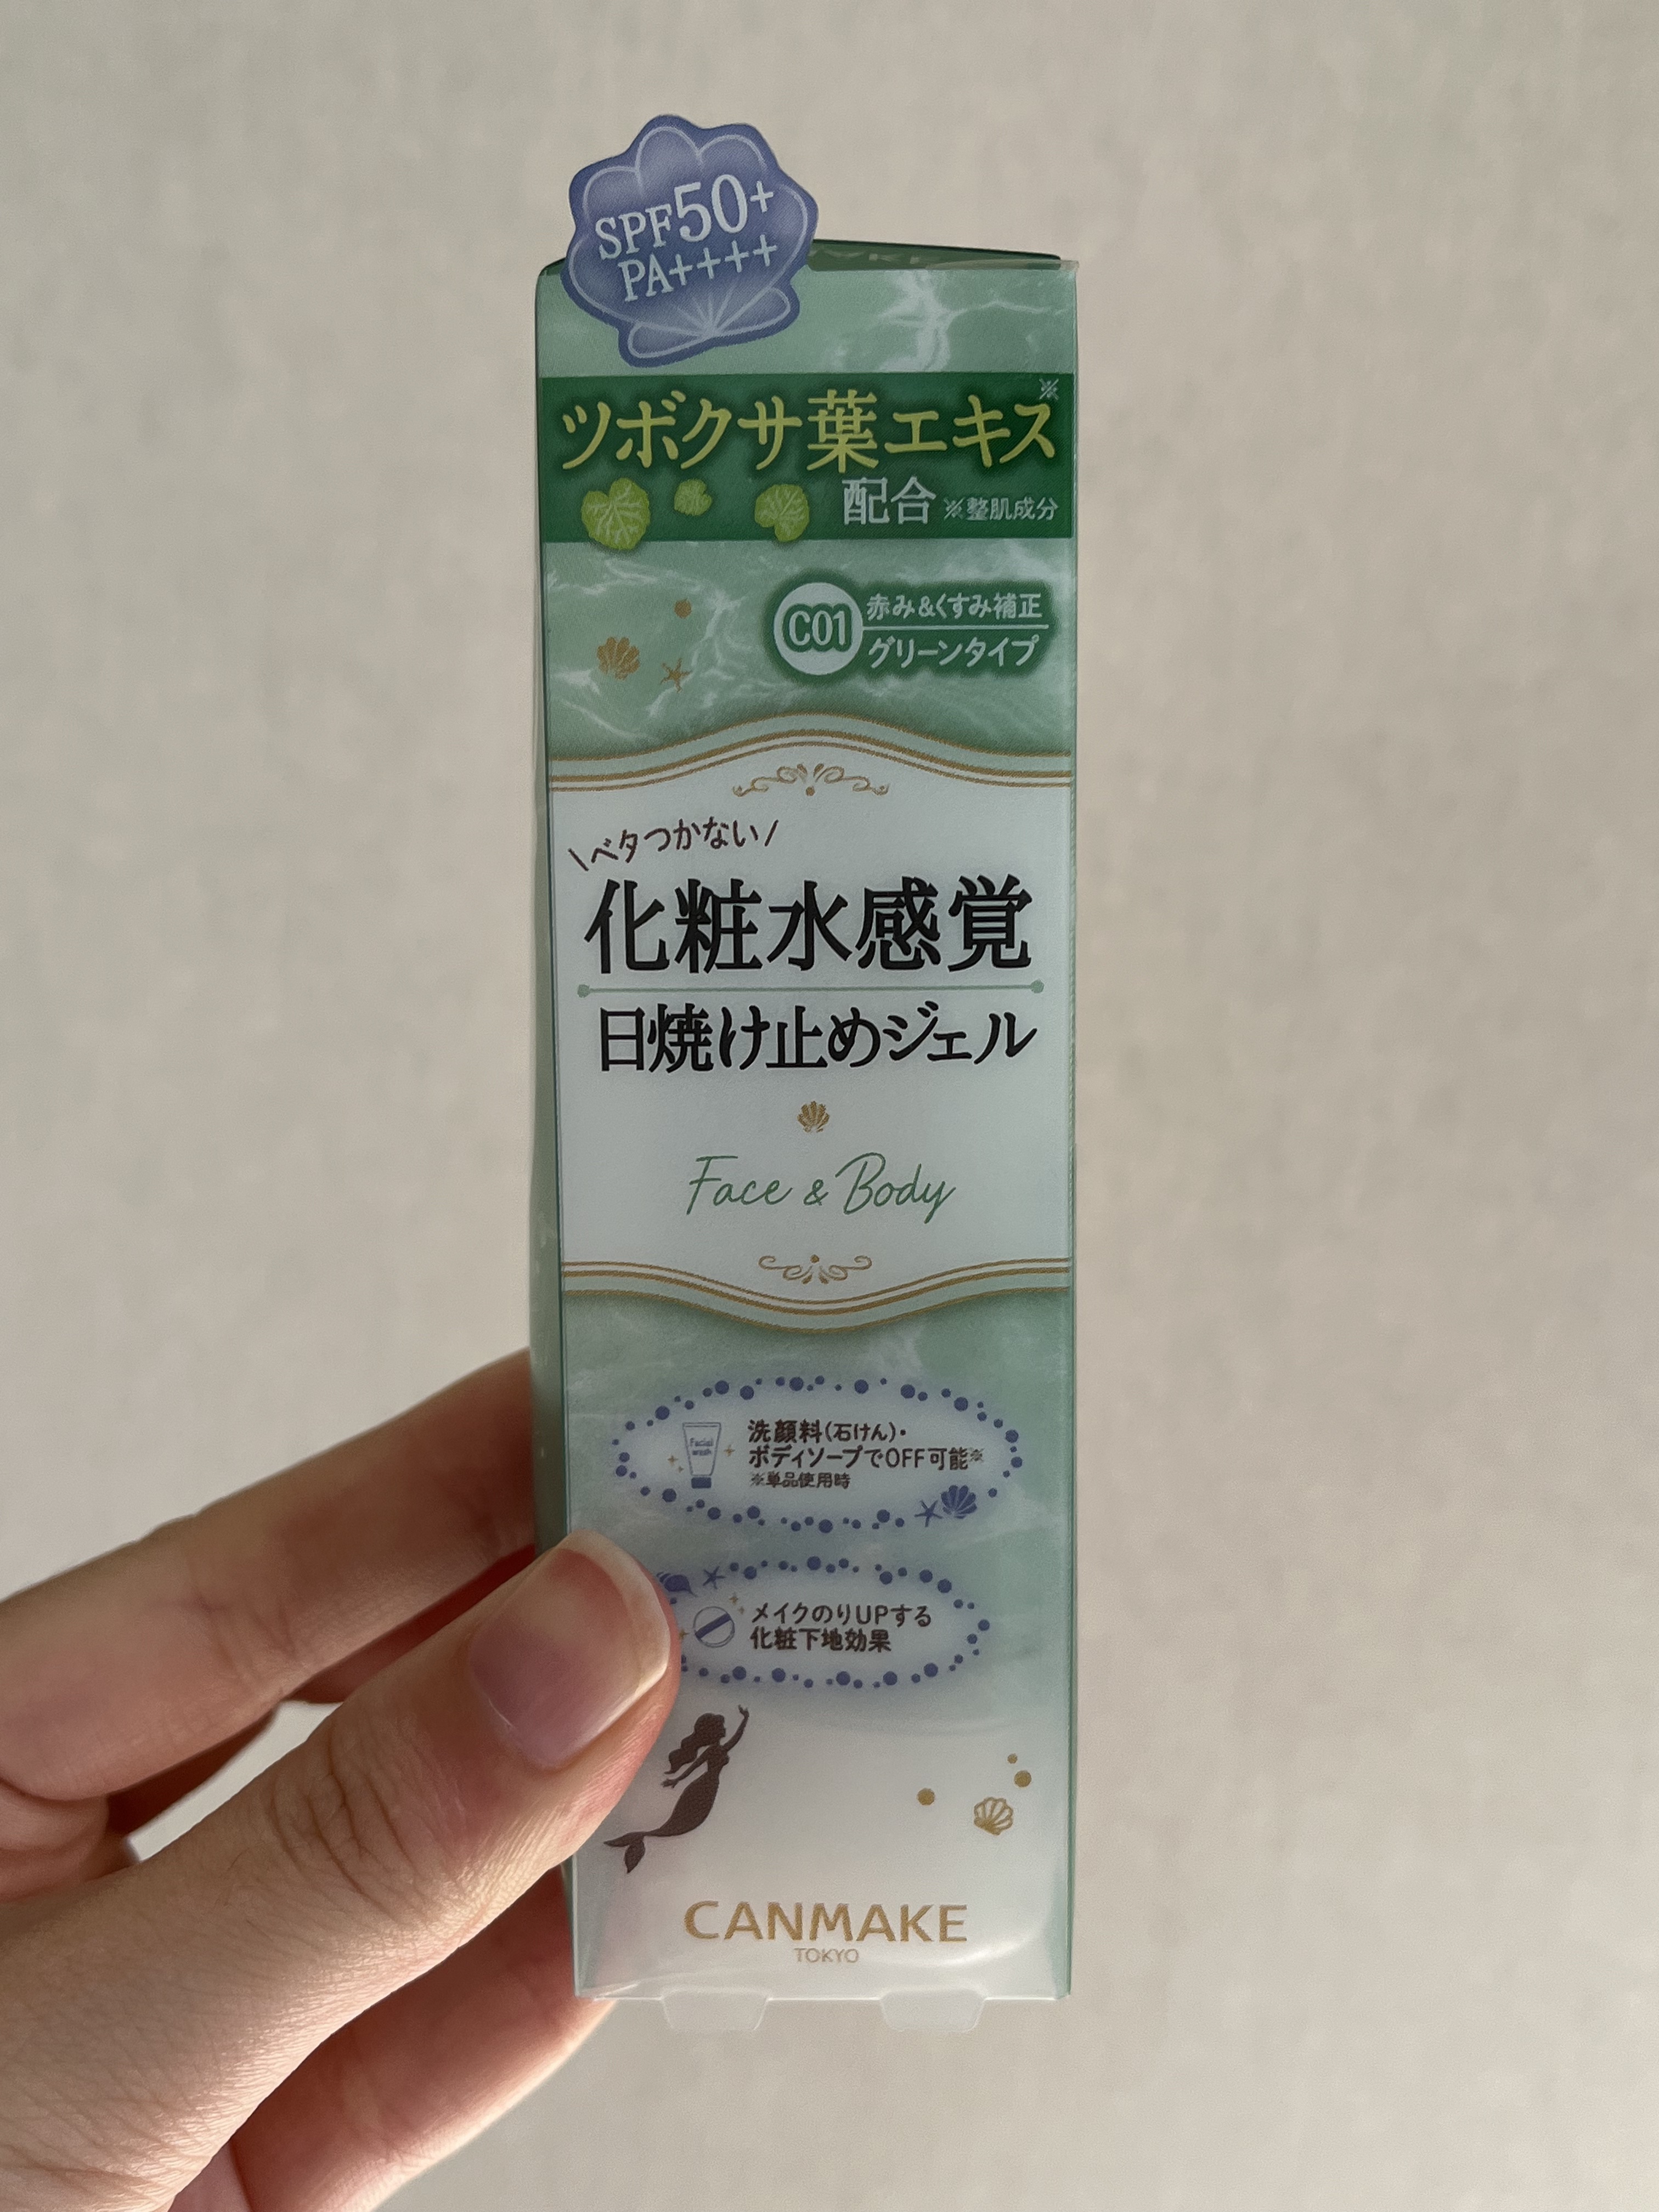 SPF50+
PA++++
ツボクサ葉エキス※
配合 ※整肌成分
C01
赤み&くすみ補正
グリーンタイプ
\ベタつかない/
化粧水感覚
日焼け止めジェル
Face & Body
Facial
wash
洗顔料(石けん)・
ボディソープでOFF可能※
※単品使用時
メイクのりUPする
化粧下地効果
CANMAKE
TOKYO